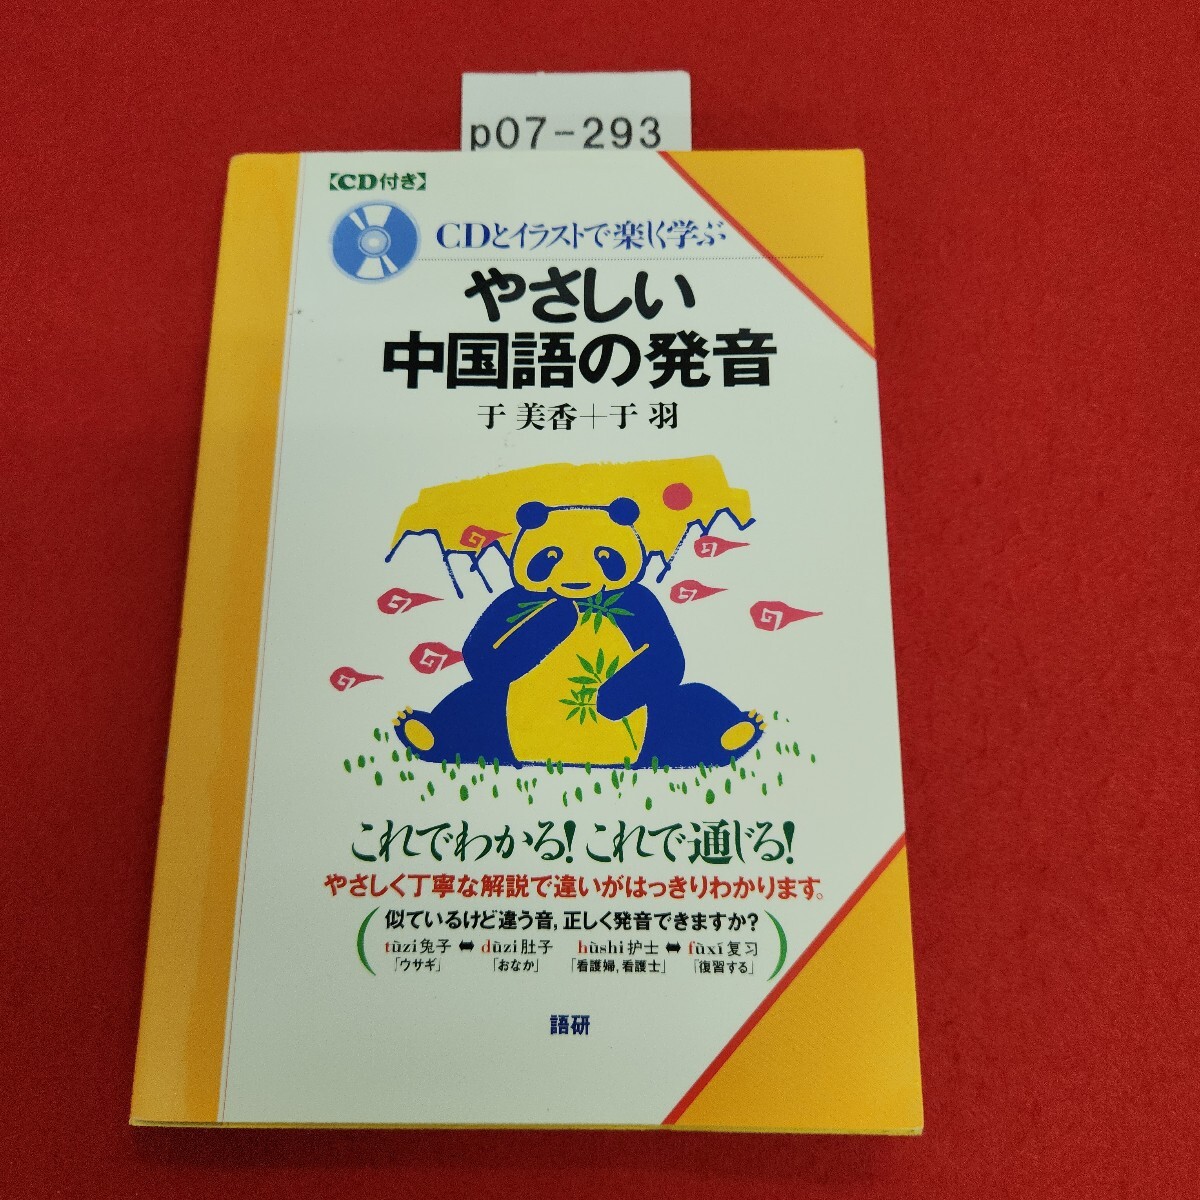 p07-293
【CD付き】
CDとイラストで楽しく学ぶ
やさしい
中国語の発音
于 美香+于 羽
これでわかる!これで通じる!
やさしく丁寧な解説で違いがはっきりわかります。
似ているけど違う音,正しく発音できますか?
tùzi兔子 ⬌ dùzi肚子 hùshi护士 ⬌ fùxí复习
「ウサギ」 「おなか」 「看護婦,看護士」 「復習する」
語研